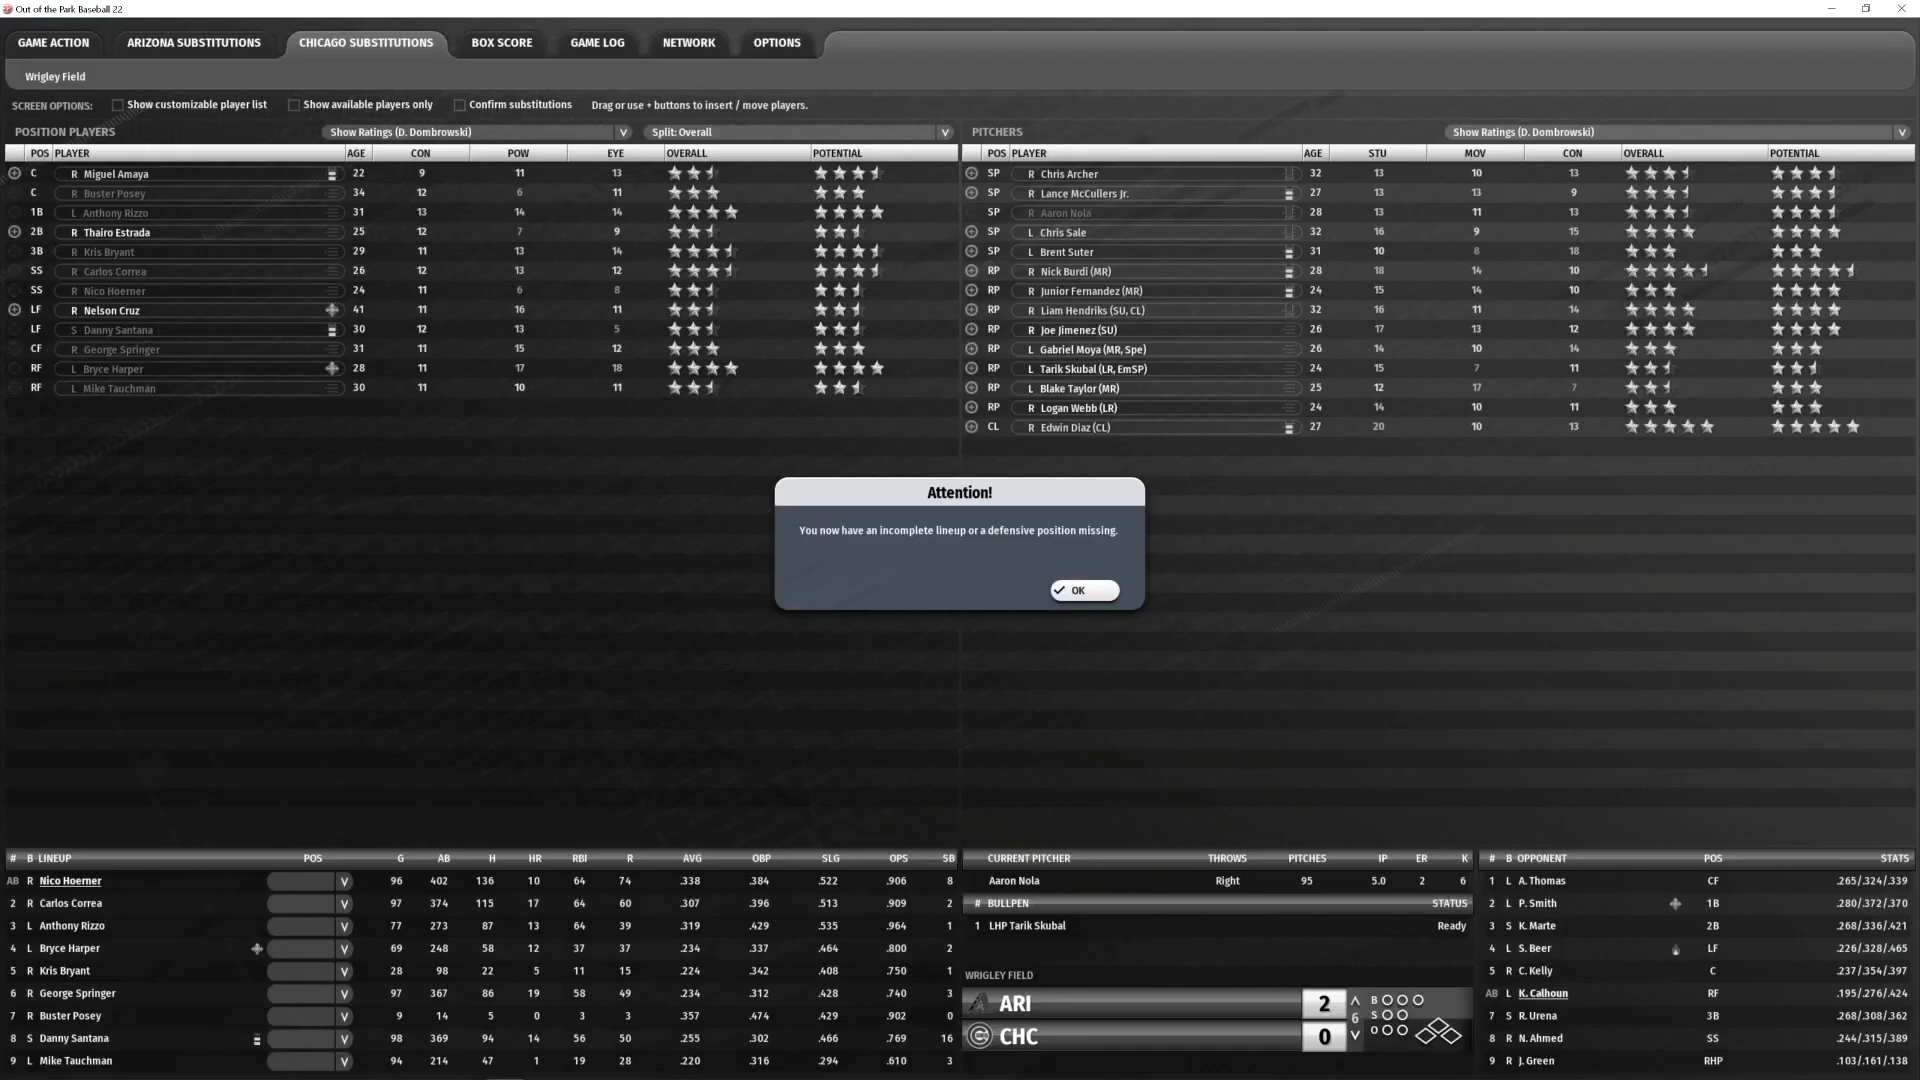 Out of the Park Baseball 22
GAME ACTION ARIZONA SUBSTITUTIONS CHICAGO SUBSTITUTIONS BOX SCORE GAME LOG NETWORK OPTIONS
Wrigley Field
SCREEN OPTIONS: Show customizable player list Show available players only Confirm substitutions Drag or use + buttons to insert / move players.
POSITION PLAYERS Show Ratings (D. Dombrowski) V Split: Overall V
POS PLAYER AGE CON POW EYE OVERALL POTENTIAL
C R Miguel Amaya 22 9 11 13
C R Buster Posey 34 12 6 11
1B L Anthony Rizzo 31 13 14 14
2B R Thairo Estrada 25 12 7 9
3B R Kris Bryant 29 11 13 14
SS R Carlos Correa 26 12 13 12
SS R Nico Hoerner 24 11 6 8
LF R Nelson Cruz 41 11 16 11
LF S Danny Santana 30 12 13 5
CF R George Springer 31 11 15 12
RF L Bryce Harper 28 11 17 18
RF L Mike Tauchman 30 11 10 11
PITCHERS Show Ratings (D. Dombrowski) V
POS PLAYER AGE STU MOV CON OVERALL POTENTIAL
SP R Chris Archer 32 13 10 13
SP R Lance McCullers Jr. 27 13 13 9
SP R Aaron Nola 28 13 11 13
SP L Chris Sale 32 16 9 15
SP L Brent Suter 31 10 8 18
RP R Nick Burdi (MR) 28 18 14 10
RP R Junior Fernandez (MR) 24 15 14 10
RP R Liam Hendriks (SU, CL) 32 16 11 14
RP R Joe Jimenez (SU) 26 17 13 12
RP L Gabriel Moya (MR, Spe) 26 14 10 14
RP L Tarik Skubal (LR, EmSP) 24 15 7 11
RP L Blake Taylor (MR) 25 12 17 7
RP R Logan Webb (LR) 24 14 10 11
CL R Edwin Diaz (CL) 27 20 10 13
Attention!
You now have an incomplete lineup or a defensive position missing.
OK
# B LINEUP POS G AB H HR RBI R AVG OBP SLG OPS SB
AB R Nico Hoerner V 96 402 136 10 64 74 .338 .384 .522 .906 8
2 R Carlos Correa V 97 374 115 17 64 60 .307 .396 .513 .909 2
3 L Anthony Rizzo V 77 273 87 13 64 39 .319 .429 .535 .964 1
4 L Bryce Harper V 69 248 58 12 37 37 .234 .337 .464 .800 2
5 R Kris Bryant V 28 98 22 5 11 15 .224 .342 .408 .750 1
6 R George Springer V 97 367 86 19 58 49 .234 .312 .428 .740 3
7 R Buster Posey V 9 14 5 0 3 3 .357 .474 .429 .902 0
8 S Danny Santana V 98 369 94 14 56 50 .255 .302 .466 .769 16
9 L Mike Tauchman V 94 214 47 1 19 28 .220 .316 .294 .610 3
CURRENT PITCHER THROWS PITCHES IP ER K
Aaron Nola Right 95 5.0 2 6
# BULLPEN STATUS
1 LHP Tarik Skubal Ready
WRIGLEY FIELD
ARI 2 B
6 S
CHC 0 O
# B OPPONENT POS STATS
1 L A. Thomas CF .265/.324/.339
2 L P. Smith 1B .280/.372/.370
3 S K. Marte 2B .268/.336/.421
4 L S. Beer LF .226/.328/.465
5 R C. Kelly C .237/.354/.397
AB L K. Calhoun RF .195/.276/.424
7 S R. Urena 3B .268/.308/.362
8 R N. Ahmed SS .244/.315/.389
9 R J. Green RHP .103/.161/.138